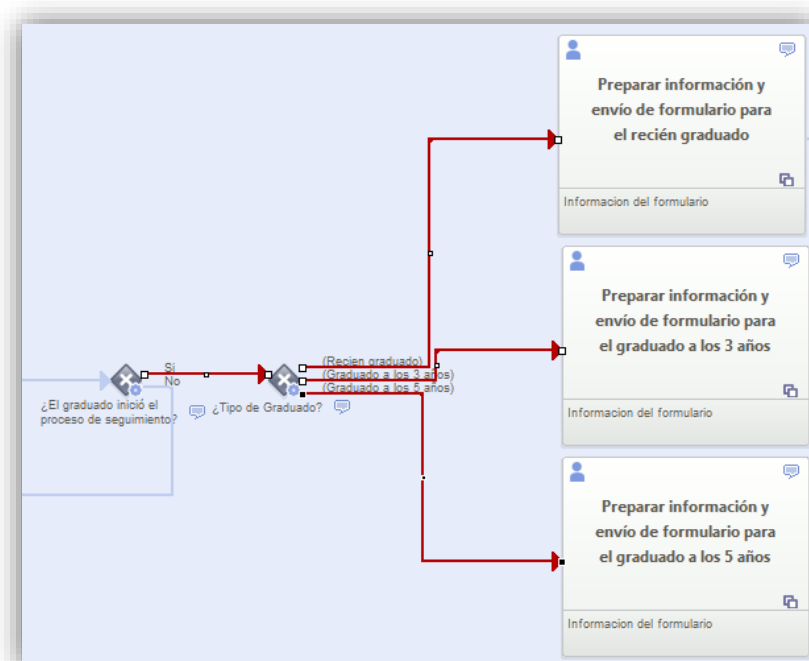 Preparar información y
envío de formulario para
el recién graduado
Informacion del formulario
Preparar información y
envío de formulario para
el graduado a los 3 años
Informacion del formulario
Si
No
¿El graduado inició el
proceso de seguimiento?
(Recien graduado)
(Graduado a los 3 años)
(Graduado a los 5 años)
¿Tipo de Graduado?
Preparar información y
envío de formulario para
el graduado a los 5 años
Informacion del formulario